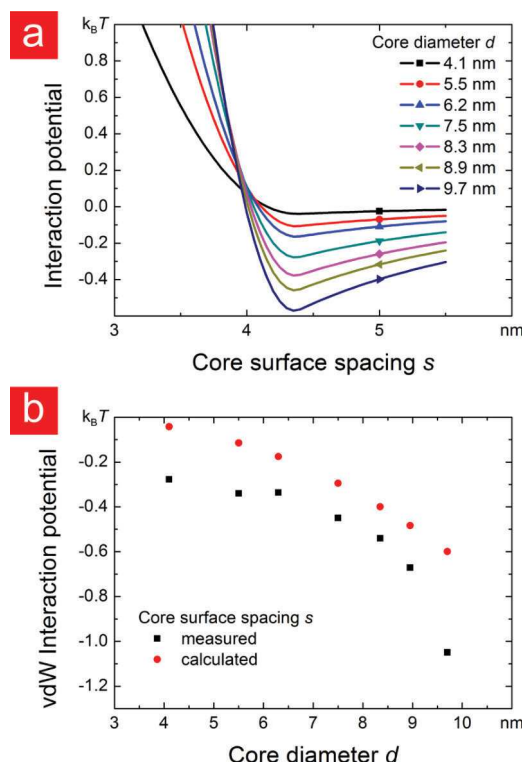 a
k_BT
Interaction potential
0.8
0.6
0.4
0.2
0.0
-0.2
-0.4
Core diameter d
4.1 nm
5.5 nm
6.2 nm
7.5 nm
8.3 nm
8.9 nm
9.7 nm
3 4 5 nm
Core surface spacing s
b
k_BT
vdW Interaction potential
-0.2
-0.4
-0.6
-0.8
-1.0
-1.2
Core surface spacing s
measured
calculated
3 4 5 6 7 8 9 10 nm
Core diameter d